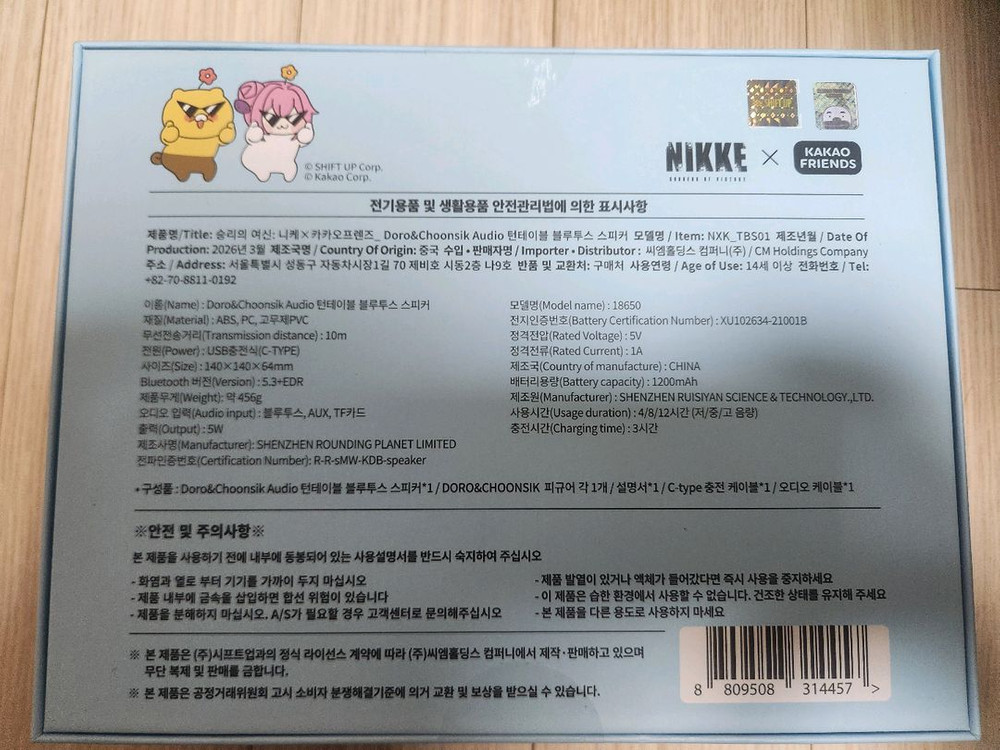 © SHIFT UP Corp.
© Kakao Corp.
NIKKE
GODDESS OF VICTORY
×
KAKAO
FRIENDS
전기용품 및 생활용품 안전관리법에 의한 표시사항
제품명/Title: 승리의 여신: 니케×카카오프렌즈_ Doro&Choonsik Audio 턴테이블 블루투스 스피커 모델명 / Item: NXK_TBS01 제조년월 / Date Of
Production: 2026년 3월 제조국명 / Country Of Origin: 중국 수입·판매자명 / Importer·Distributor : 씨엠홀딩스 컴퍼니(주) / CM Holdings Company
주소 / Address: 서울특별시 성동구 자동차시장1길 70 제비호 시동2층 나9호 반품 및 교환처: 구매처 사용연령 / Age of Use: 14세 이상 전화번호 / Tel:
+82-70-8811-0192
이름(Name) : Doro&Choonsik Audio 턴테이블 블루투스 스피커
재질(Material) : ABS, PC, 고무제PVC
무선전송거리(Transmission distance) : 10m
전원(Power) : USB충전식(C-TYPE)
사이즈(Size) : 140×140×64mm
Bluetooth 버전(Version) : 5.3+EDR
제품무게(Weight): 약 456g
오디오 입력(Audio input) : 블루투스, AUX, TF카드
출력(Output) : 5W
제조사명(Manufacturer): SHENZHEN ROUNDING PLANET LIMITED
전파인증번호(Certification Number): R-R-sMW-KDB-speaker
모델명(Model name) : 18650
전지인증번호(Battery Certification Number) : XU102634-21001B
정격전압(Rated Voltage) : 5V
정격전류(Rated Current) : 1A
제조국(Country of manufacture) : CHINA
배터리용량(Battery capacity) : 1200mAh
제조원(Manufacturer) : SHENZHEN RUISIYAN SCIENCE & TECHNOLOGY.,LTD.
사용시간(Usage duration) : 4/8/12시간 (저/중/고 음량)
충전시간(Charging time) : 3시간
• 구성품 : Doro&Choonsik Audio 턴테이블 블루투스 스피커*1 / DORO&CHOONSIK 피규어 각 1개 / 설명서*1 / C-type 충전 케이블*1 / 오디오 케이블*1
※안전 및 주의사항※
본 제품을 사용하기 전에 내부에 동봉되어 있는 사용설명서를 반드시 숙지하여 주십시오
- 화염과 열로 부터 기기를 가까이 두지 마십시오
- 제품 내부에 금속을 삽입하면 합선 위험이 있습니다
- 제품을 분해하지 마십시오. A/S가 필요할 경우 고객센터로 문의해주십시오
- 제품 발열이 있거나 액체가 들어갔다면 즉시 사용을 중지하세요
- 이 제품은 습한 환경에서 사용할 수 없습니다. 건조한 상태를 유지해 주세요
- 본 제품을 다른 용도로 사용하지 마세요
※ 본 제품은 (주)시프트업과의 정식 라이선스 계약에 따라 (주)씨엠홀딩스 컴퍼니에서 제작·판매하고 있으며
무단 복제 및 판매를 금합니다.
※ 본 제품은 공정거래위원회 고시 소비자 분쟁해결기준에 의거 교환 및 보상을 받으실 수 있습니다.
8 809508 314457 >